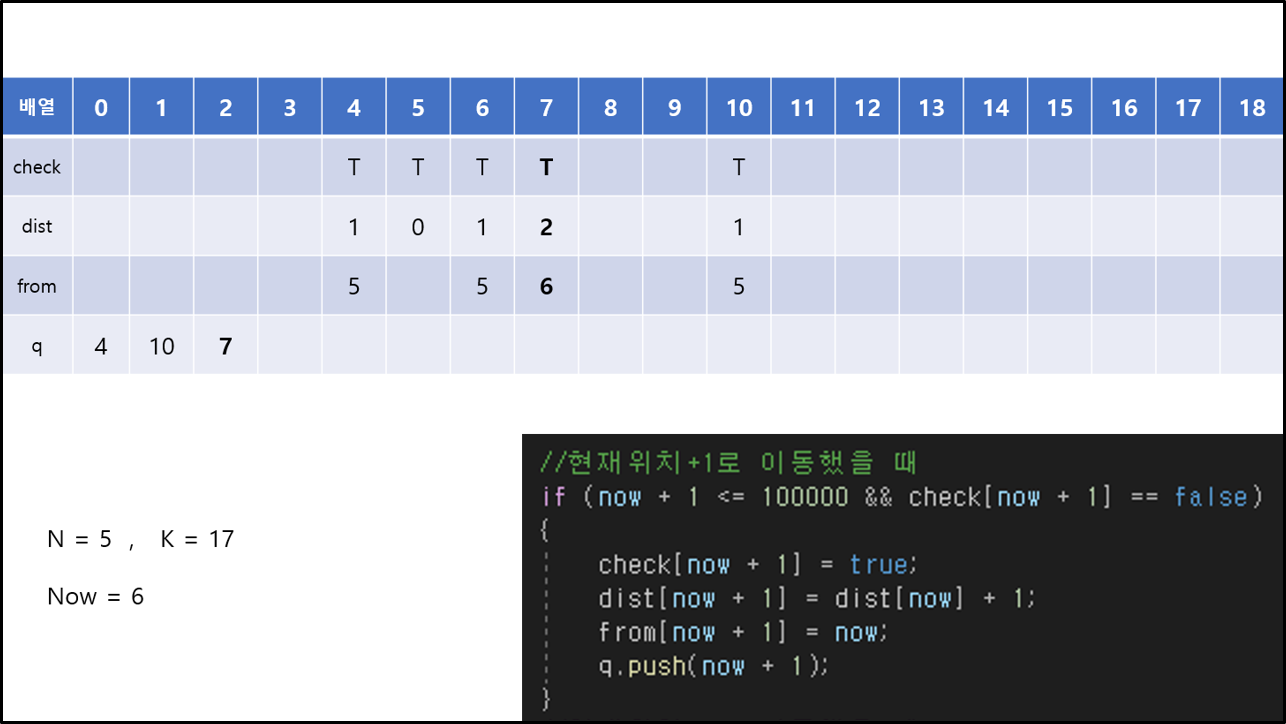 배열 0 1 2 3 4 5 6 7 8 9 10 11 12 13 14 15 16 17 18
check T T T T T
dist 1 0 1 2 1
from 5 5 6 5
q 4 10 7
N = 5 , K = 17
Now = 6
//현재위치+1로 이동했을 때
if (now + 1 <= 100000 && check[now + 1] == false)
{
check[now + 1] = true;
dist[now + 1] = dist[now] + 1;
from[now + 1] = now;
q.push(now + 1);
}